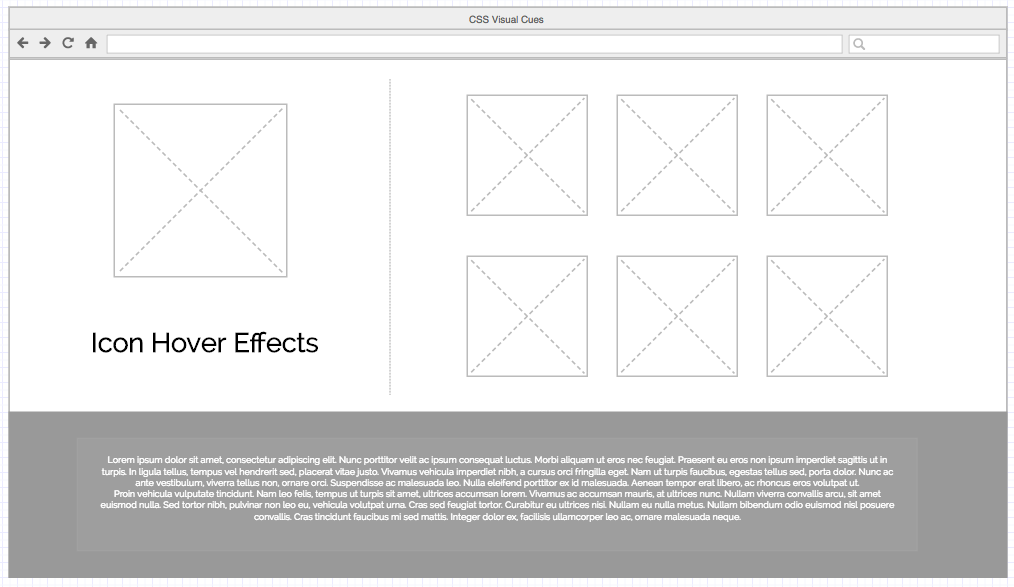 CSS Visual Cues
Icon Hover Effects
Lorem ipsum dolor sit amet, consectetur adipiscing elit. Nunc porttitor velit ac ipsum consequat luctus. Morbi aliquam ut eros nec feugiat. Praesent eu eros non ipsum imperdiet sagittis ut in
turpis. In ligula tellus, tempus vel hendrerit sed, placerat vitae justo. Vivamus vehicula imperdiet nibh, a cursus orci fringilla eget. Nam ut turpis faucibus, egestas tellus sed, porta dolor. Nunc ac
ante vestibulum, viverra tellus non, ornare orci. Suspendisse ac malesuada leo. Nulla eleifend porttitor ex id malesuada. Aenean tempor erat libero, ac rhoncus eros volutpat ut.
Proin vehicula vulputate tincidunt. Nam leo felis, tempus ut turpis sit amet, ultrices accumsan lorem. Vivamus ac accumsan mauris, at ultrices nunc. Nullam viverra convallis arcu, sit amet
euismod nulla. Sed tortor nibh, pulvinar non leo eu, vehicula volutpat urna. Cras sed feugiat tortor. Curabitur eu ultrices nisi. Nullam eu nulla metus. Nullam bibendum odio euismod nisl posuere
convallis. Cras tincidunt faucibus mi sed mattis. Integer dolor ex, facilisis ullamcorper leo ac, ornare malesuada neque.